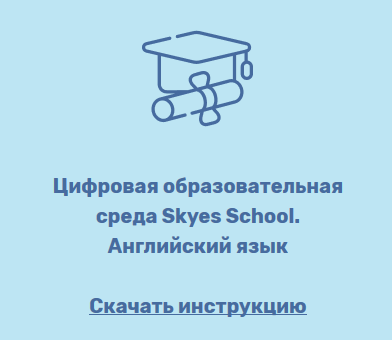 Цифровая образовательная
среда Skyes School.
Английский язык
Скачать инструкцию